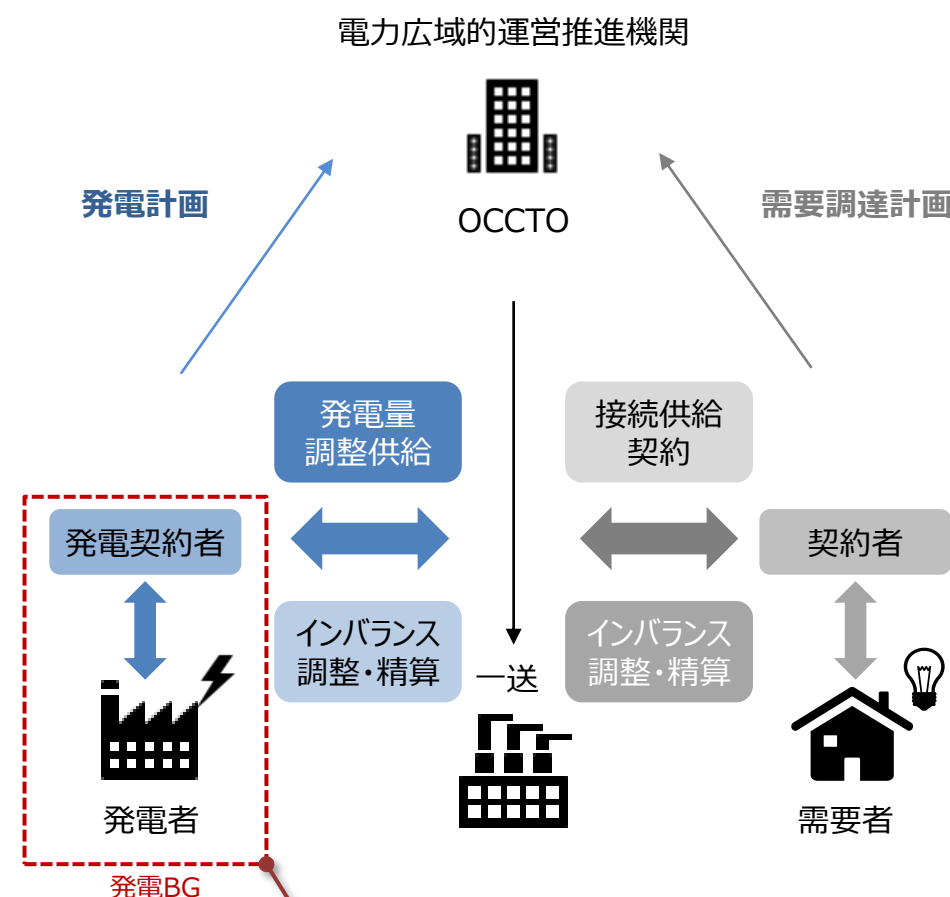 電力広域的運営推進機関
OCCTO
発電計画
需要調達計画
発電量
調整供給
接続供給
契約
発電契約者
契約者
インバランス
調整・精算
一送
インバランス
調整・精算
発電者
需要者
発電BG